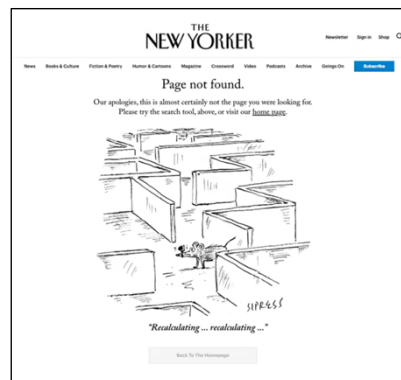 THE
NEW YORKER
Newsletter Sign in Shop
News Books & Culture Fiction & Poetry Humor & Cartoons Magazine Crossword Video Podcasts Archive Goings On Subscribe
Page not found.
Our apologies, this is almost certainly not the page you were looking for.
Please try the search tool, above, or visit our home page.
SIPRESS
"Recalculating ... recalculating ..."
Back To The Homepage